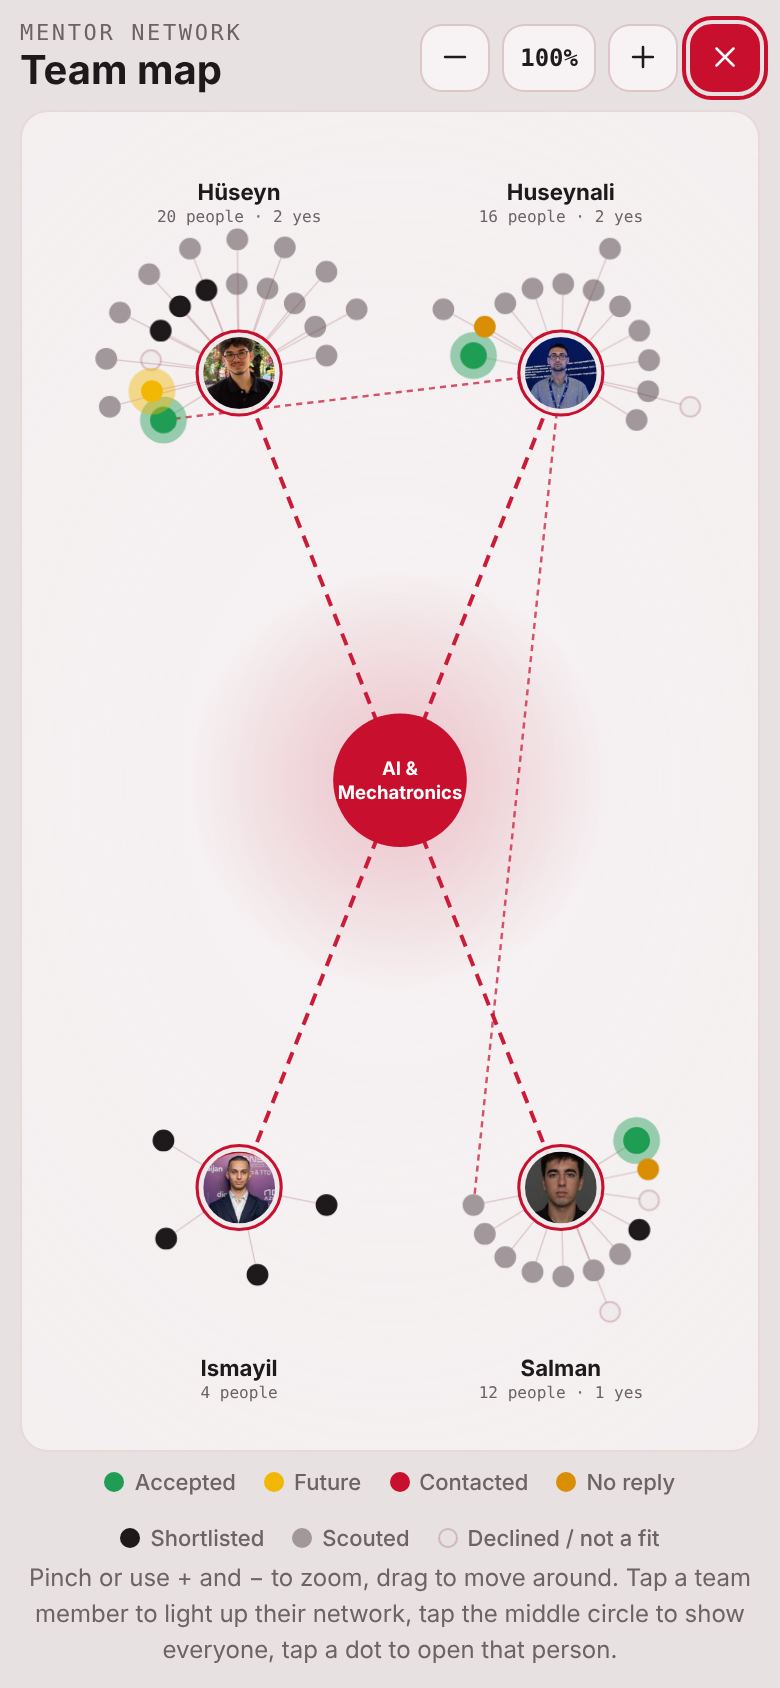 MENTOR NETWORK
Team map
100%
Hüseyn
20 people · 2 yes
Huseynali
16 people · 2 yes
AI &
Mechatronics
Ismayil
4 people
Salman
12 people · 1 yes
Accepted
Future
Contacted
No reply
Shortlisted
Scouted
Declined / not a fit
Pinch or use + and − to zoom, drag to move around. Tap a team
member to light up their network, tap the middle circle to show
everyone, tap a dot to open that person.